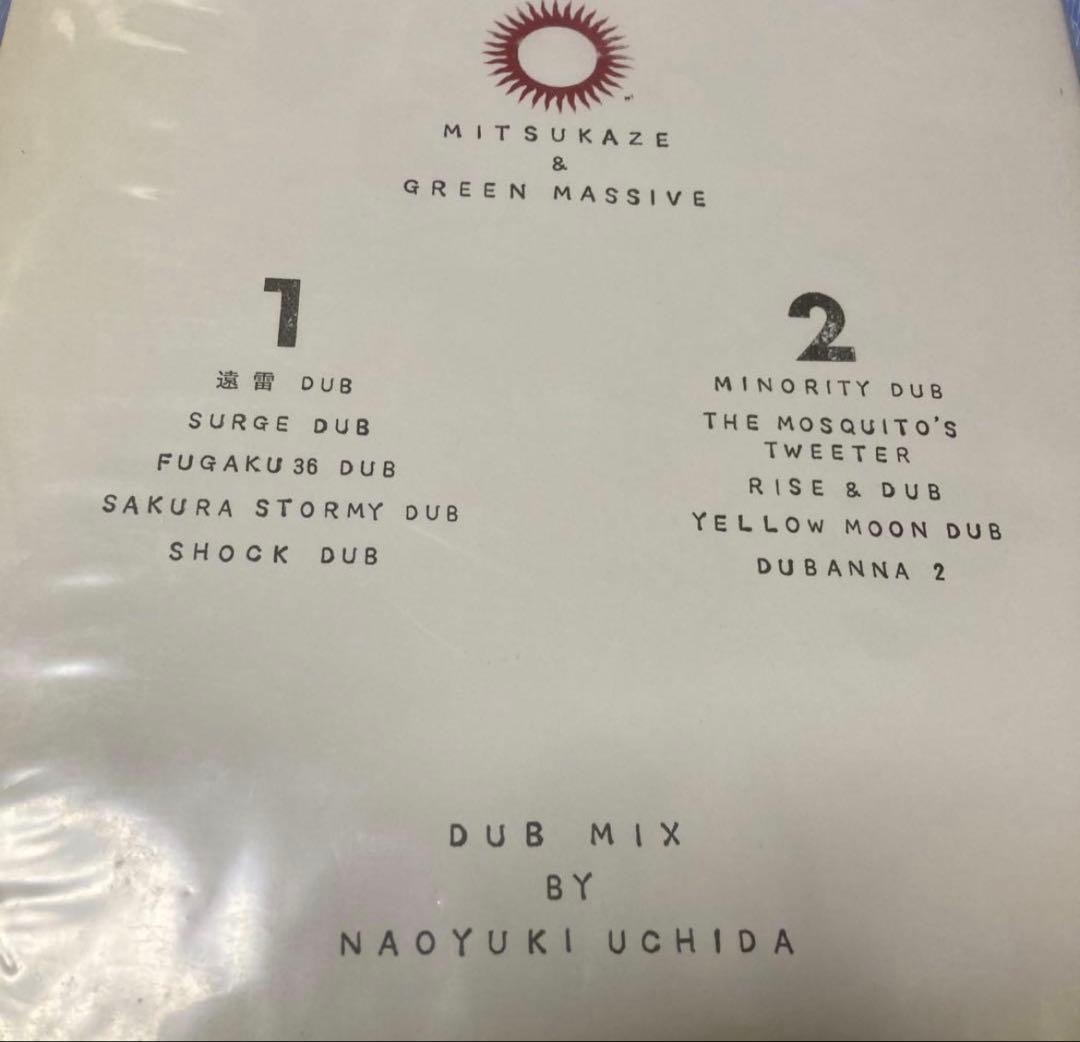 MITSUKAZE
&
GREEN MASSIVE
1
遠雷 DUB
SURGE DUB
FUGAKU 36 DUB
SAKURA STORMY DUB
SHOCK DUB
2
MINORITY DUB
THE MOSQUITO'S
TWEETER
RISE & DUB
YELLOW MOON DUB
DUBANNA 2
DUB MIX
BY
NAOYUKI UCHIDA